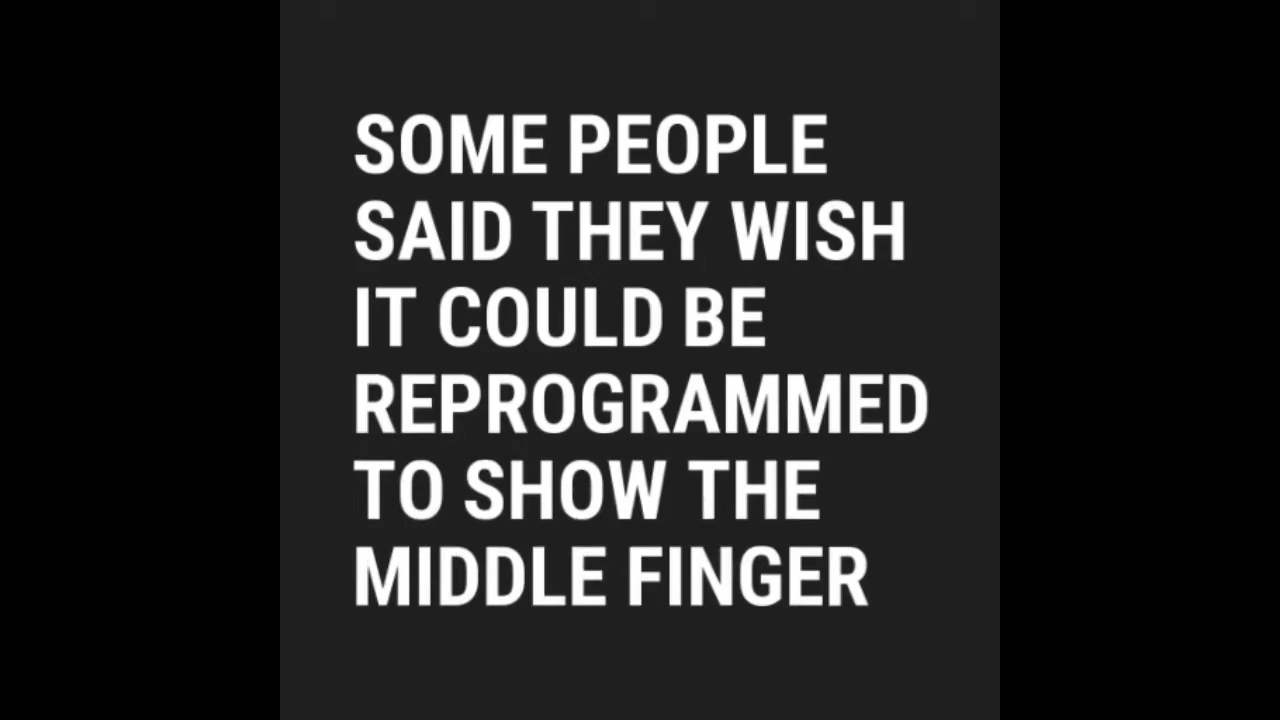 SOME PEOPLE
SAID THEY WISH
IT COULD BE
REPROGRAMMED
TO SHOW THE
MIDDLE FINGER